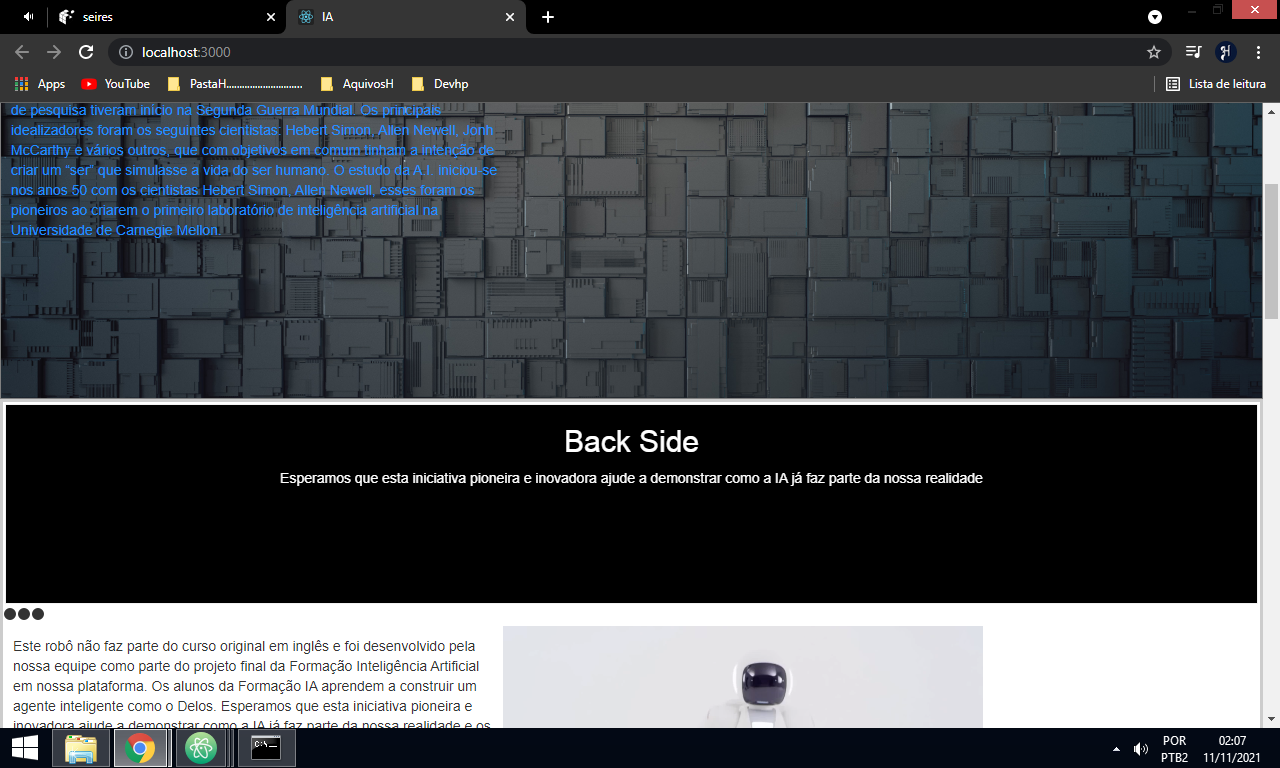 seires
IA
localhost:3000
Apps
YouTube
PastaH.............................
AquivosH
Devhp
Lista de leitura
de pesquisa tiveram início na Segunda Guerra Mundial. Os principais
idealizadores foram os seguintes cientistas: Hebert Simon, Allen Newell, Jonh
McCarthy e vários outros, que com objetivos em comum tinham a intenção de
criar um “ser” que simulasse a vida do ser humano. O estudo da A.I. iniciou-se
nos anos 50 com os cientistas Hebert Simon, Allen Newell, esses foram os
pioneiros ao criarem o primeiro laboratório de inteligência artificial na
Universidade de Carnegie Mellon.
Back Side
Esperamos que esta iniciativa pioneira e inovadora ajude a demonstrar como a IA já faz parte da nossa realidade
Este robô não faz parte do curso original em inglês e foi desenvolvido pela
nossa equipe como parte do projeto final da Formação Inteligência Artificial
em nossa plataforma. Os alunos da Formação IA aprendem a construir um
agente inteligente como o Delos. Esperamos que esta iniciativa pioneira e
inovadora ajude a demonstrar como a IA já faz parte da nossa realidade e os
C:\_
POR
PTB2
02:07
11/11/2021